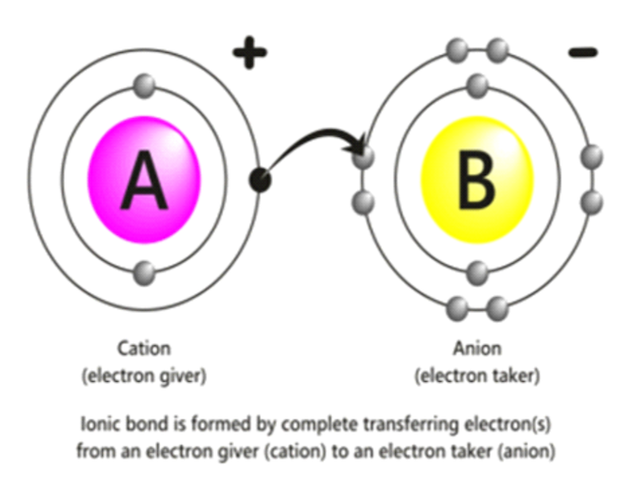 +
−
A
B
Cation
(electron giver)
Anion
(electron taker)
Ionic bond is formed by complete transferring electron(s)
from an electron giver (cation) to an electron taker (anion)